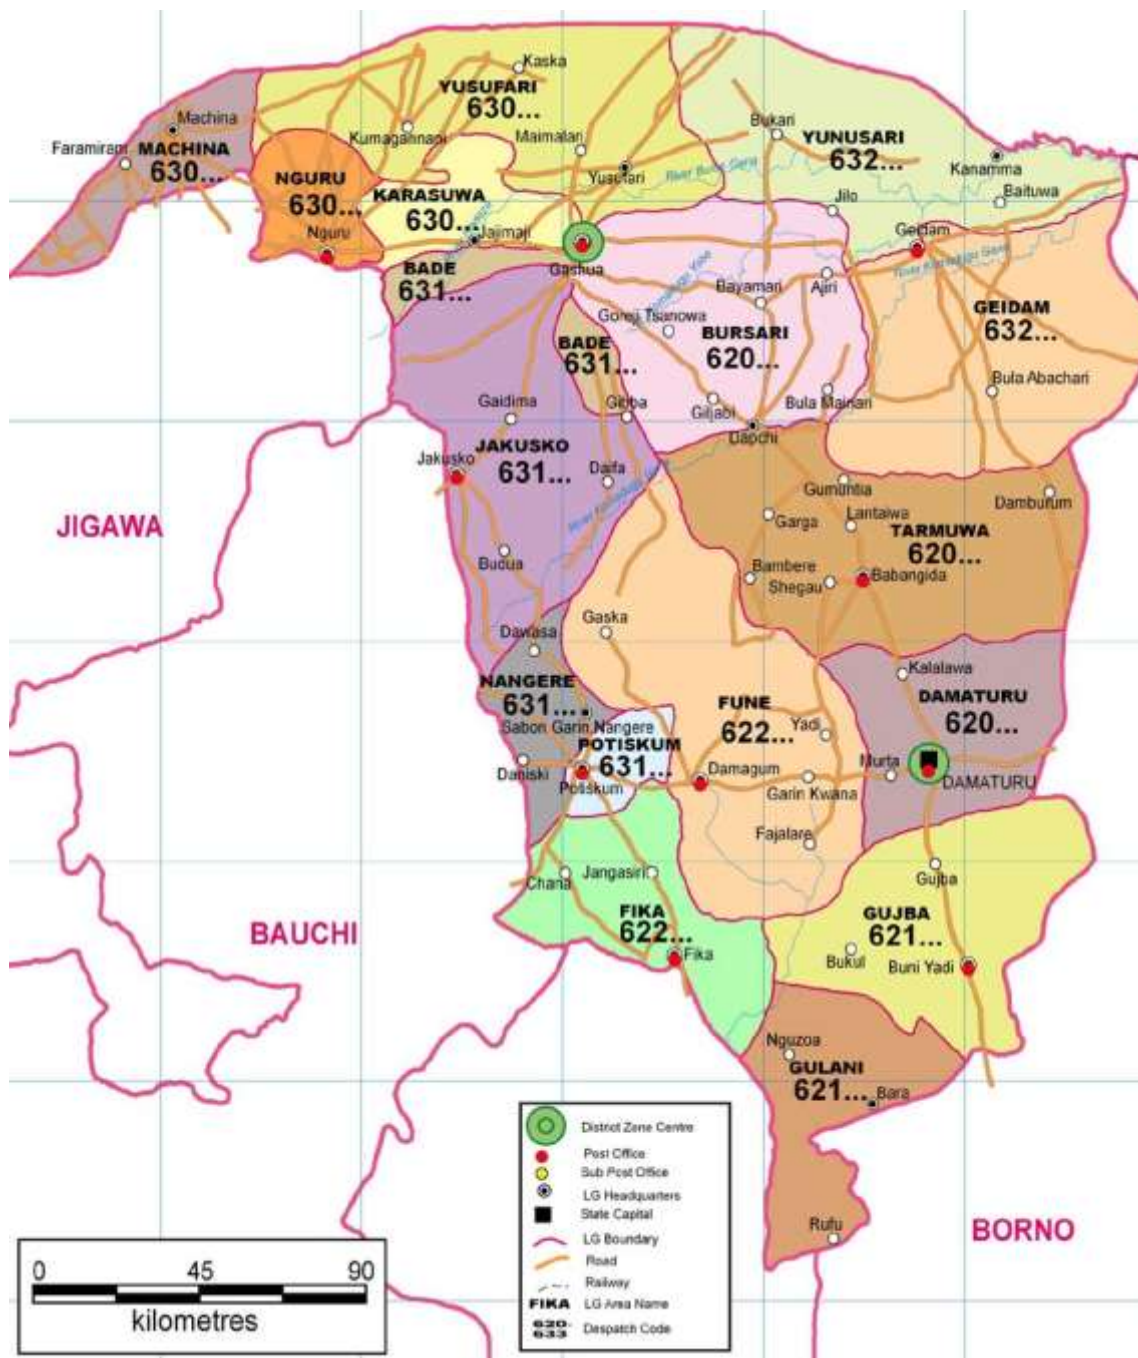 Kaska
YUSUFARI
630...
Machina
Faramirani
MACHINA
630...
Maimalari
Bukari
YUNUSARI
632...
Kanamma
Baituwa
NGURU
630...
Nguru
KARASUWA
630...
Jajimaji
Yusufari
Jilo
Geidam
BADE
631...
Gashua
Bayamari
Ajiri
GEIDAM
632...
Goreji Tsanowa
BURSARI
620...
BADE
631...
Bula Abachari
Gaidima
Giljabi
Bula Mainari
Dapchi
JAKUSKO
631...
Jakusko
Daifa
Damburum
Garga
Lantaiwa
TARMUWA
620...
JIGAWA
Bambere
Shegau
Babangida
Gaska
Dawasa
Kalalawa
NANGERE
631...
Sabon Garin Nangere
FUNE
622...
DAMATURU
620...
Yadi
POTISKUM
631...
Potiskum
Daniski
Damagum
Garin Kwana
Murta
DAMATURU
Fajalare
Chana
Jangasiri
Gujba
FIKA
622...
Fika
GUJBA
621...
Bukul
Buni Yadi
BAUCHI
Nguzoa
GULANI
621...
Bara
Rufu
BORNO
District Zone Centre
Post Office
Sub Post Office
LG Headquarters
State Capital
LG Boundary
Road
Railway
FIKA LG Area Name
620-
633 Despatch Code
0 45 90
kilometres